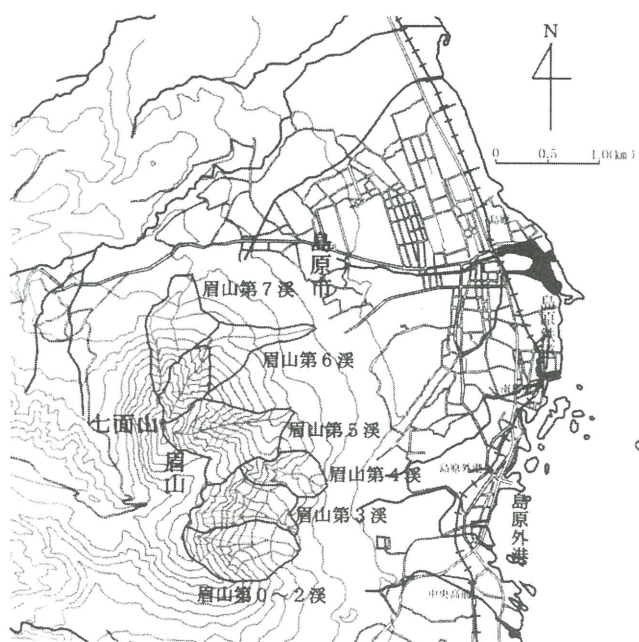 N
0 0.5 1.0(km)
島原
島原市
眉山第7渓
眉山第6渓
七面山
眉山第5渓
眉山
眉山第4渓
島原外港
眉山第3渓
島原外港
眉山第0～2渓